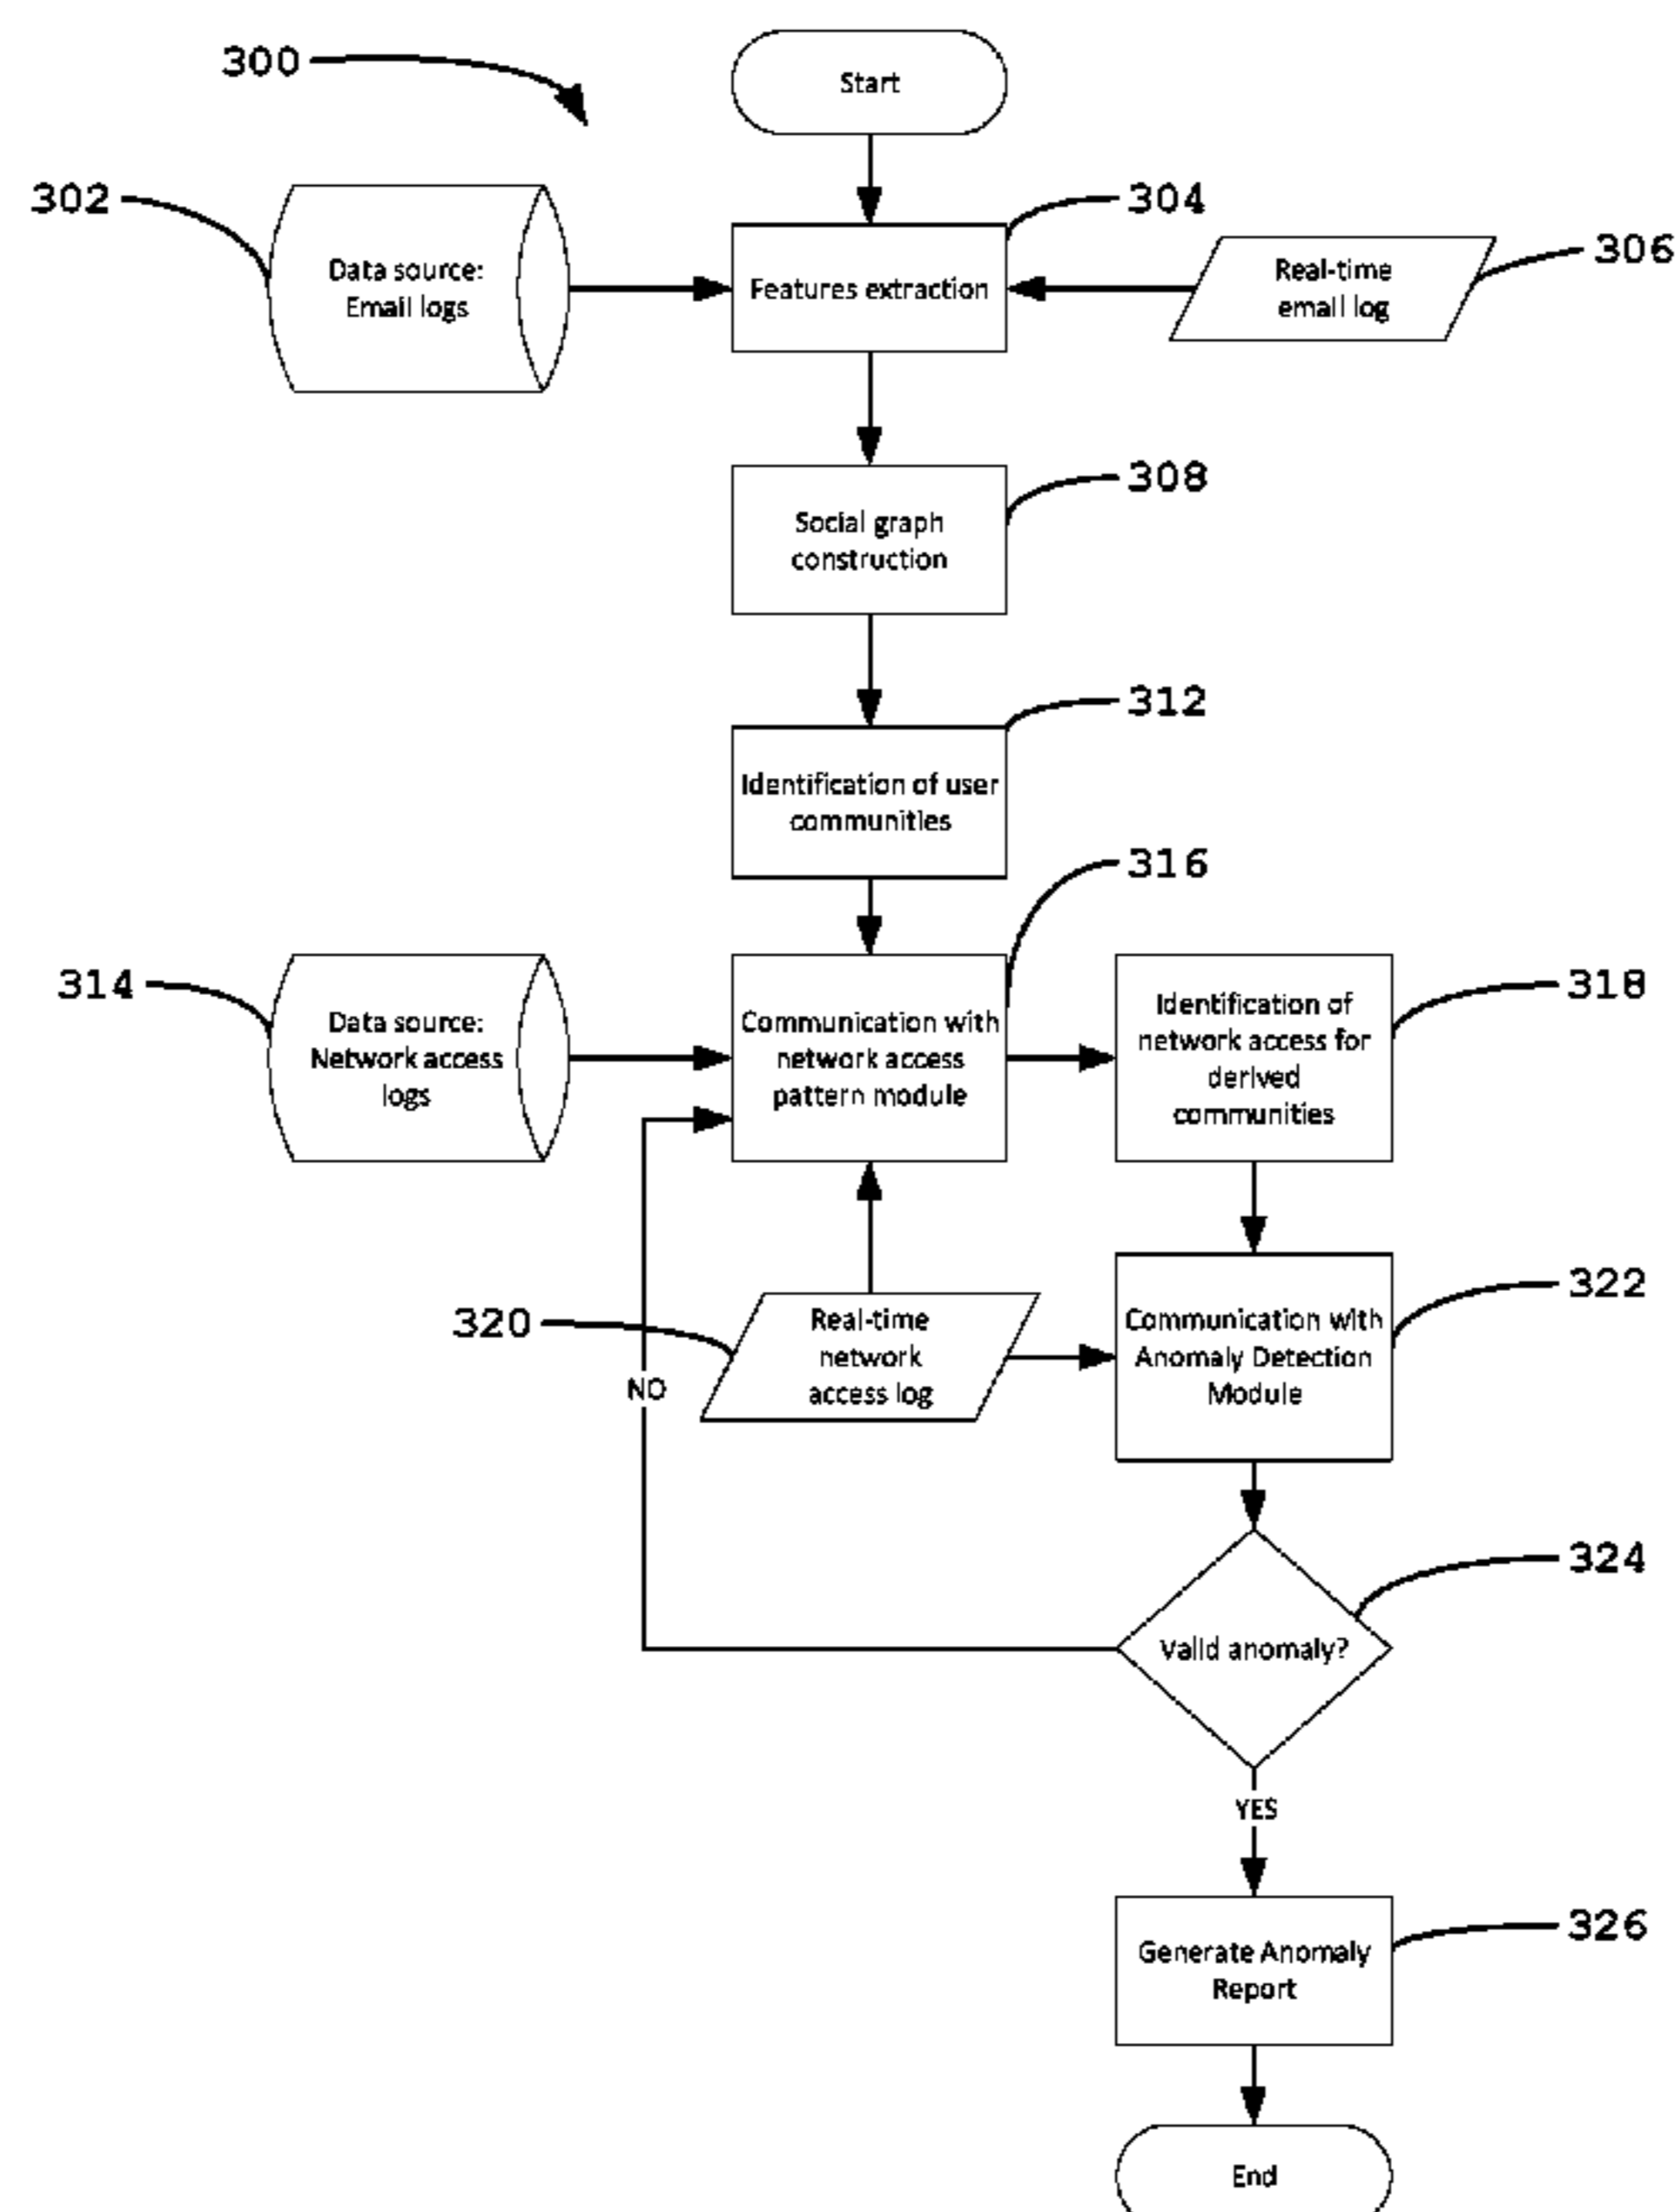 300
Start
302
304
306
Data source:
Email logs
Features extraction
Real-time
email log
308
Social graph
construction
312
Identification of user
communities
316
314
318
Data source:
Network access
logs
Communication with
network access
pattern module
Identification of
network access for
derived
communities
320
322
Real-time
network
access log
Communication with
Anomaly Detection
Module
NO
324
Valid anomaly?
YES
326
Generate Anomaly
Report
End